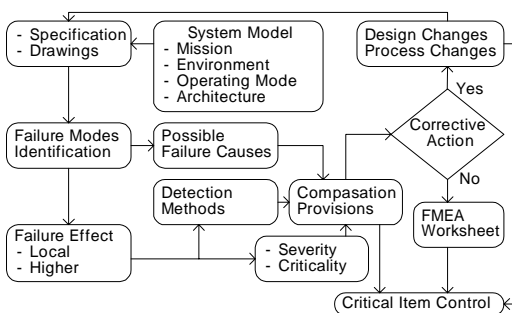 - Specification
- Drawings
System Model
- Mission
- Environment
- Operating Mode
- Architecture
Design Changes
Process Changes
Yes
Failure Modes
Identification
Possible
Failure Causes
Corrective
Action
No
Detection
Methods
Compasation
Provisions
FMEA
Worksheet
Failure Effect
- Local
- Higher
- Severity
- Criticality
Critical Item Control